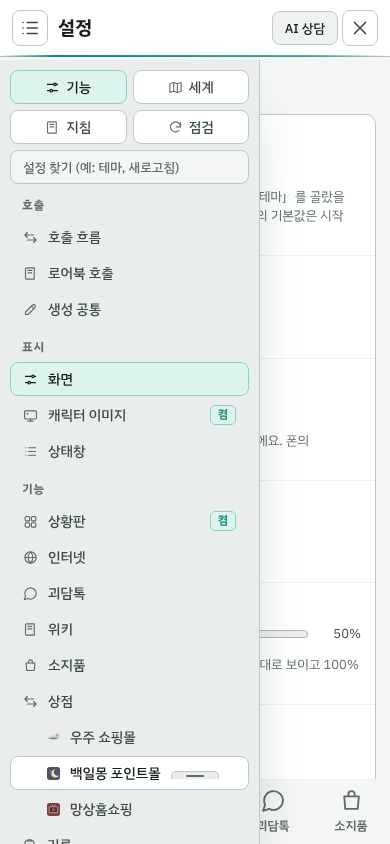 설정
AI 상담
기능
세계
지침
점검
설정 찾기 (예: 테마, 새로고침)
호출
호출 흐름
로어북 호출
생성 공통
표시
화면
캐릭터 이미지
켬
상태창
기능
상황판
켬
인터넷
괴담톡
위키
소지품
상점
우주 쇼핑몰
백일몽 포인트몰
망상홈쇼핑
테마」 를 골랐을
의 기본값은 시작
에요. 폰의
50%
대로 보이고 100%
괴담톡
소지품